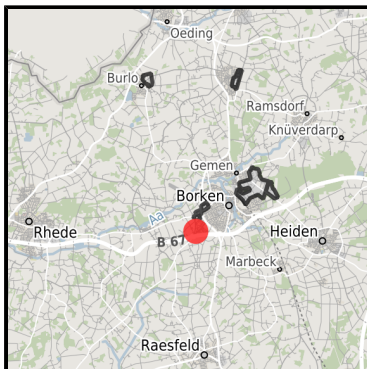 Oeding
Burlo
Ramsdorf
Knüverdarp
Gemen
Borken
Aa
Rhede
B 67
Heiden
Marbeck
Raesfeld